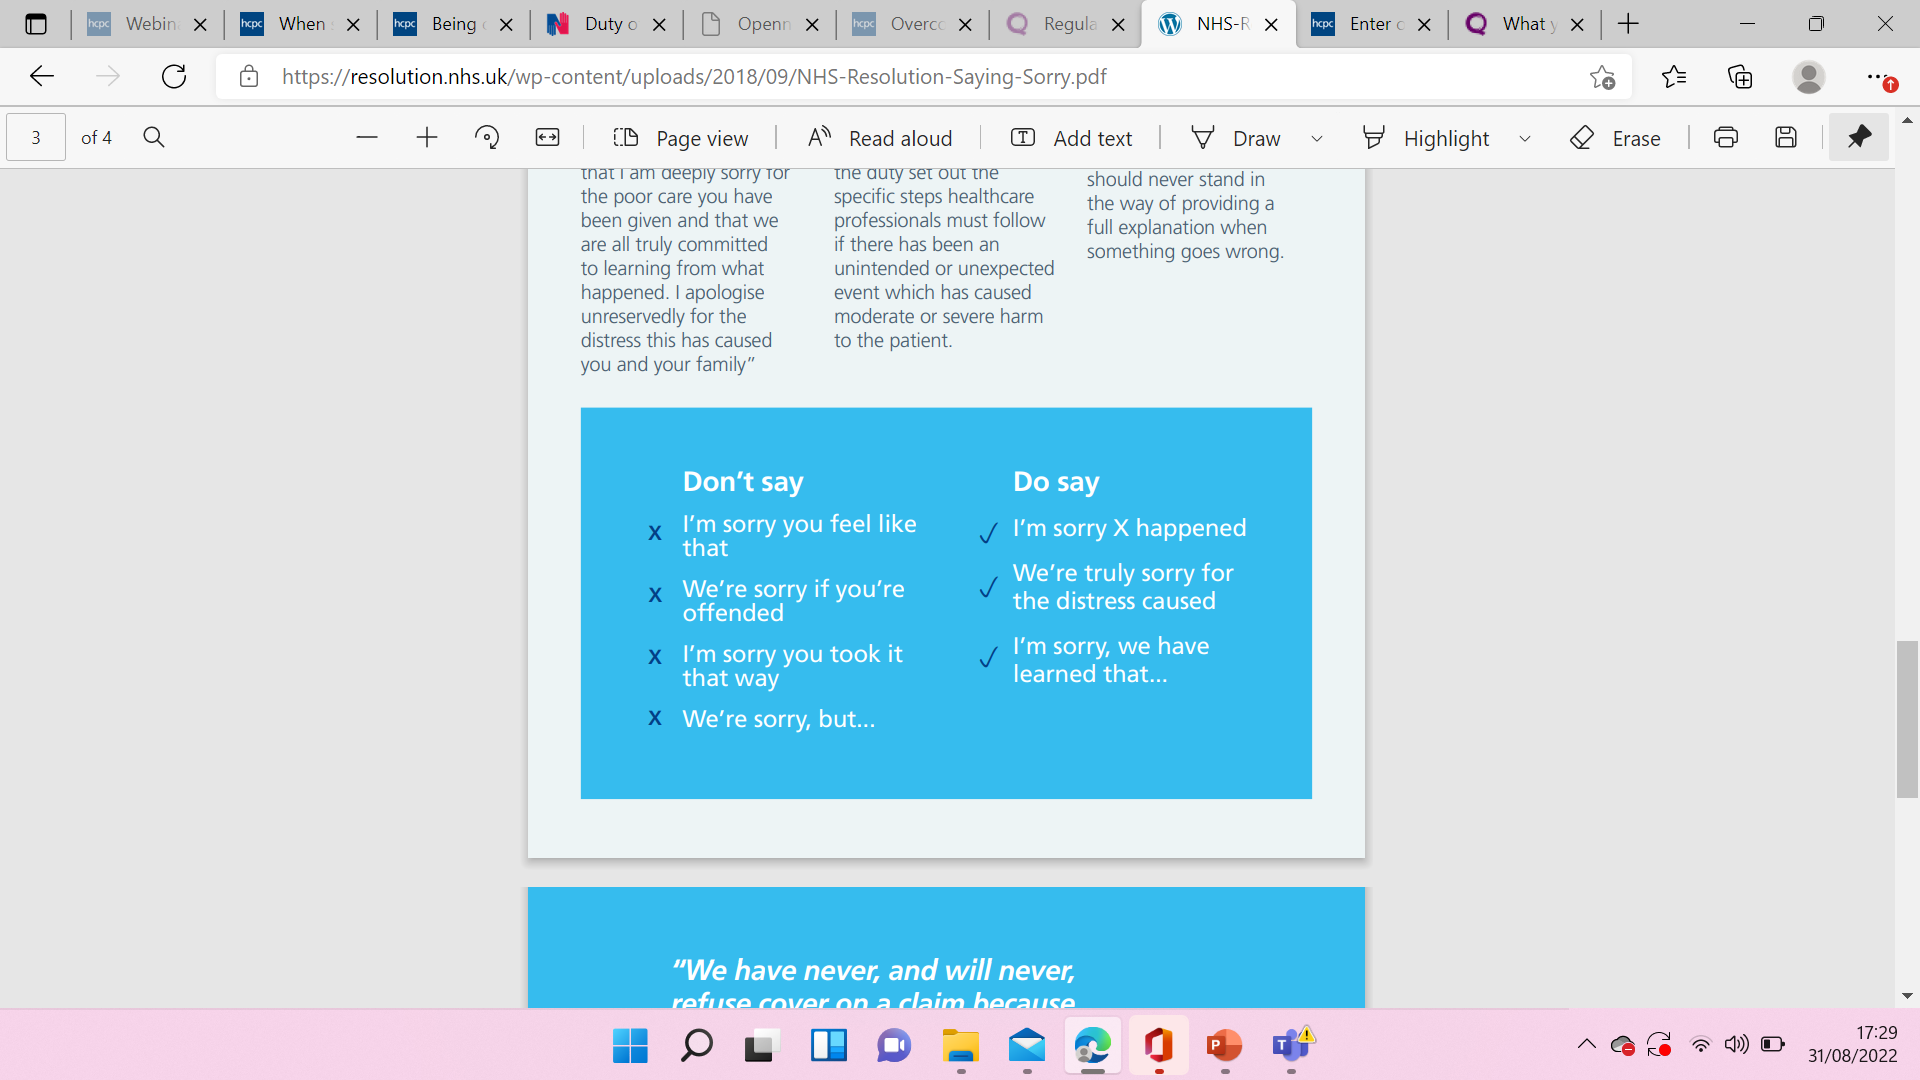 hcpc Webin
hcpc When
hcpc Being
Duty o
Openn
hcpc Overco
Regula
NHS-R
hcpc Enter c
What y
https://resolution.nhs.uk/wp-content/uploads/2018/09/NHS-Resolution-Saying-Sorry.pdf
3 of 4
Page view
Read aloud
Add text
Draw
Highlight
Erase
that I am deeply sorry for
the poor care you have
been given and that we
are all truly committed
to learning from what
happened. I apologise
unreservedly for the
distress this has caused
you and your family”
the duty set out the
specific steps healthcare
professionals must follow
if there has been an
unintended or unexpected
event which has caused
moderate or severe harm
to the patient.
should never stand in
the way of providing a
full explanation when
something goes wrong.
Don’t say
X I’m sorry you feel like
that
X We’re sorry if you’re
offended
X I’m sorry you took it
that way
X We’re sorry, but...
Do say
✓ I’m sorry X happened
✓ We’re truly sorry for
the distress caused
✓ I’m sorry, we have
learned that...
“We have never, and will never,
refuse cover on a claim because
17:29
31/08/2022